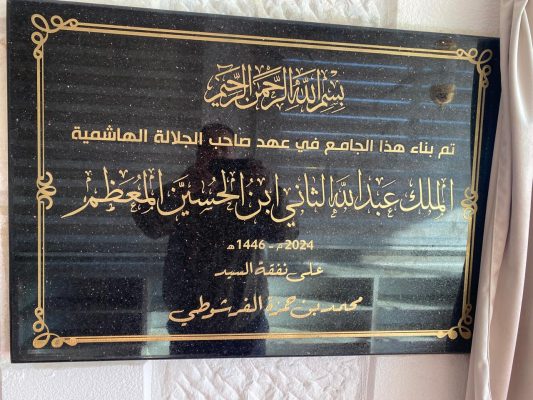 بسم الله الرحمن الرحيم
تم بناء هذا الجامع في عهد صاحب الجلالة الهاشمية
الملك عبدالله الثاني ابن الحسين المعظم
2024م - 1446هـ
على نفقة السيد
محمد بن حمزة الفرشوطي